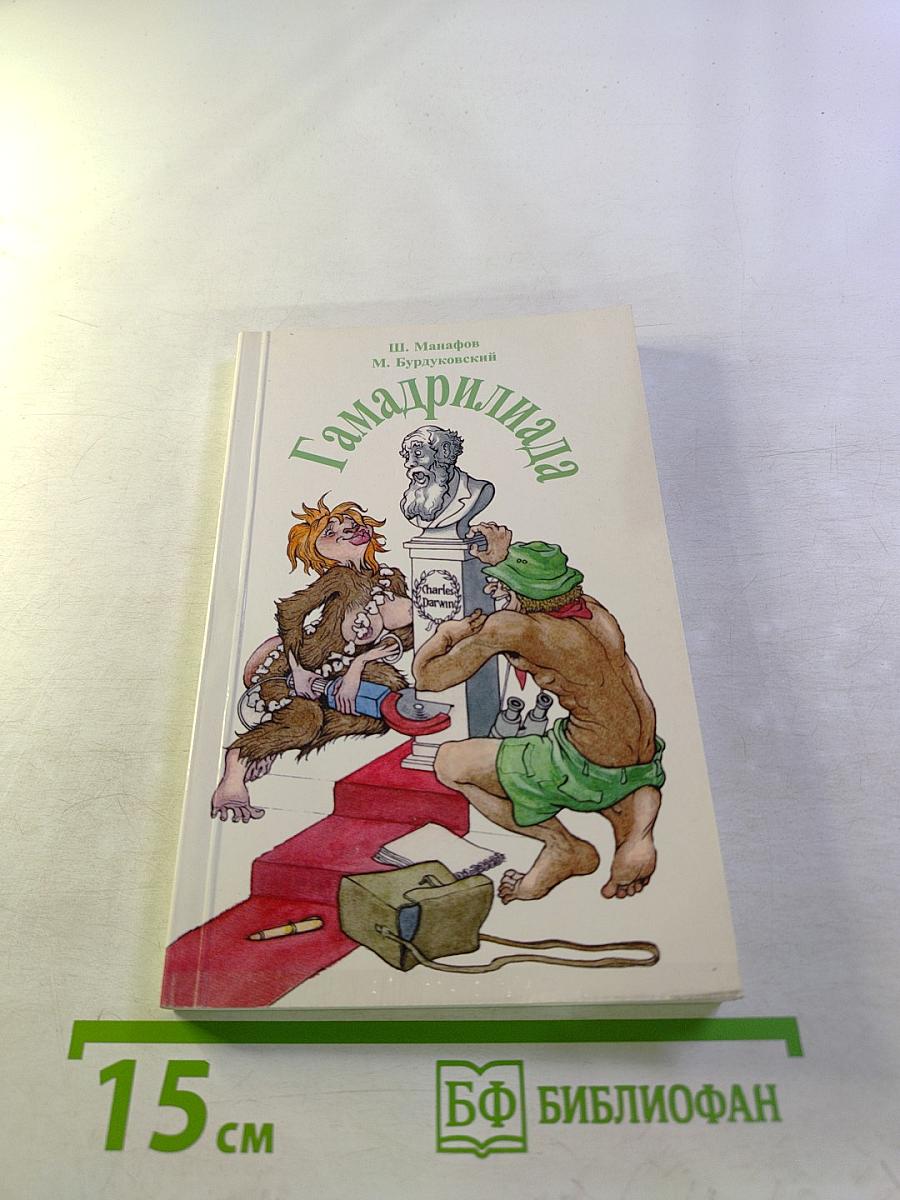 Ш. Манафов
М. Бурдуковский
Гамадрилиада
Charles
Darwin
15 см
БФ БИБЛИОФАН